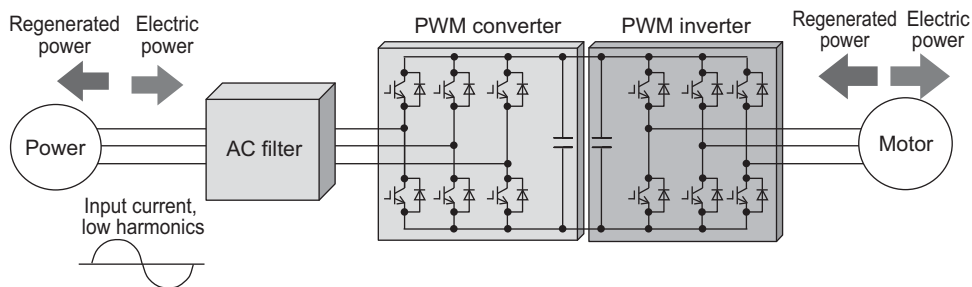 Regenerated
power
Electric
power
PWM converter
PWM inverter
Regenerated
power
Electric
power
Power
AC filter
Motor
Input current,
low harmonics